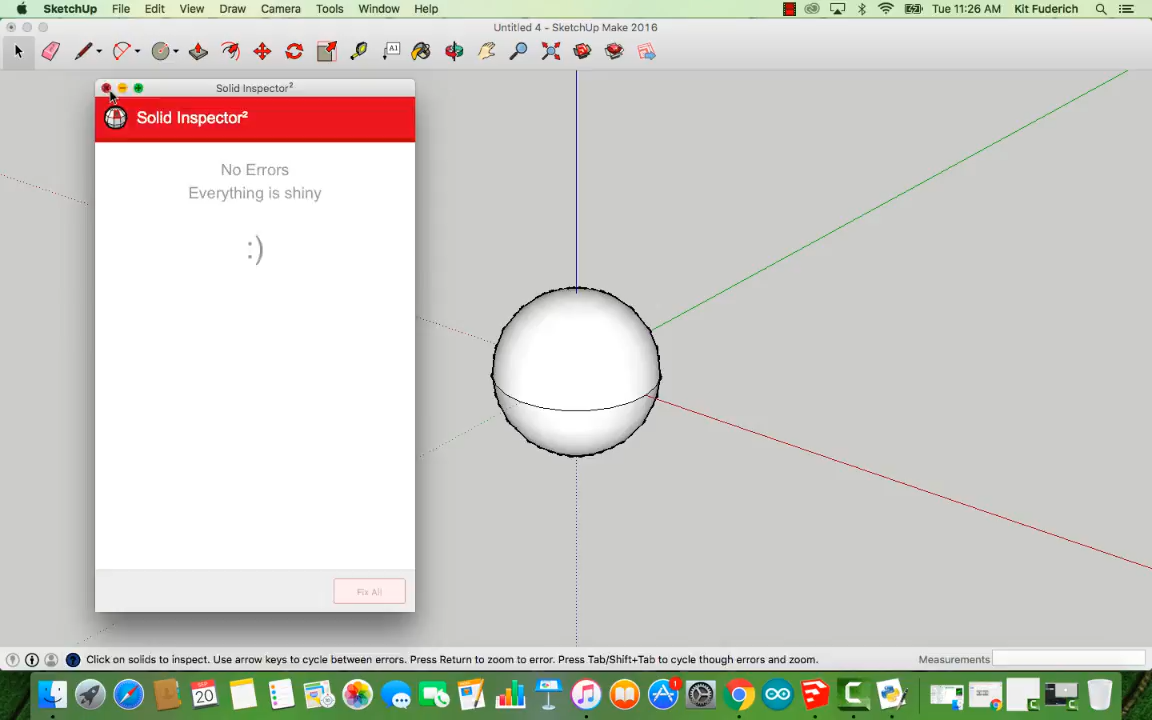 SketchUp File Edit View Draw Camera Tools Window Help Tue 11:26 AM Kit Fuderich
Untitled 4 - SketchUp Make 2016
A1
Solid Inspector²
Solid Inspector²
No Errors
Everything is shiny
:)
Fix All
Click on solids to inspect. Use arrow keys to cycle between errors. Press Return to zoom to error. Press Tab/Shift+Tab to cycle though errors and zoom. Measurements
20
1